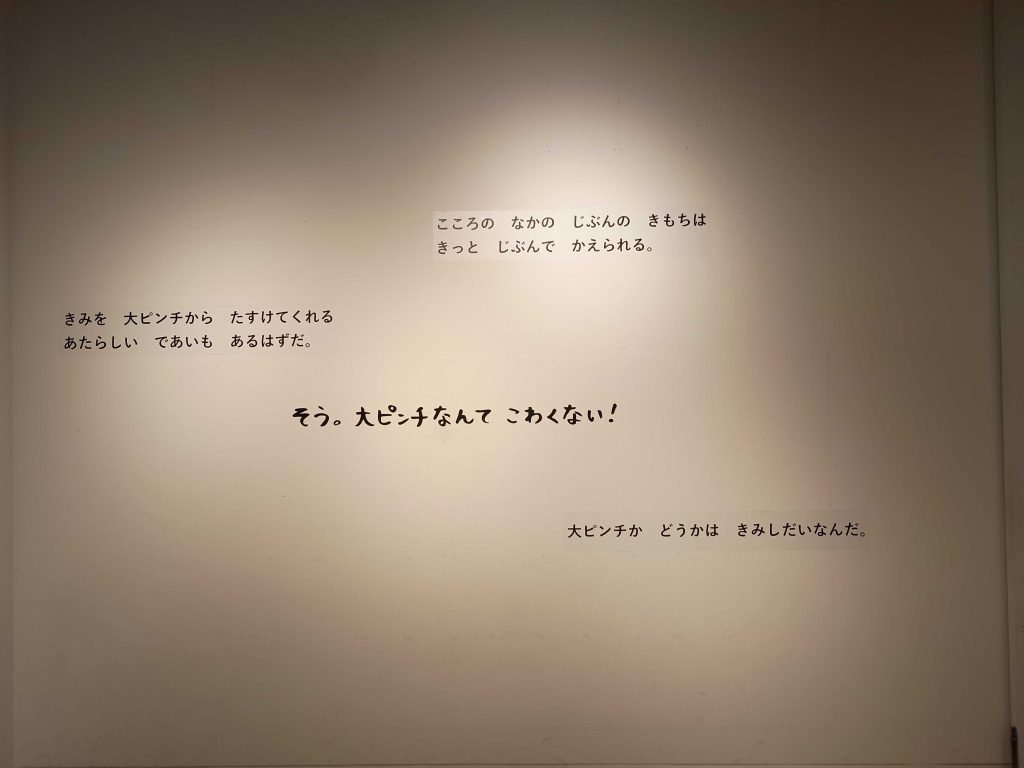 こころの　なかの　じぶんの　きもちは
きっと　じぶんで　かえられる。
きみを　大ピンチから　たすけてくれる
あたらしい　であいも　あるはずだ。
そう。大ピンチなんて こわくない！
大ピンチか　どうかは　きみしだいなんだ。